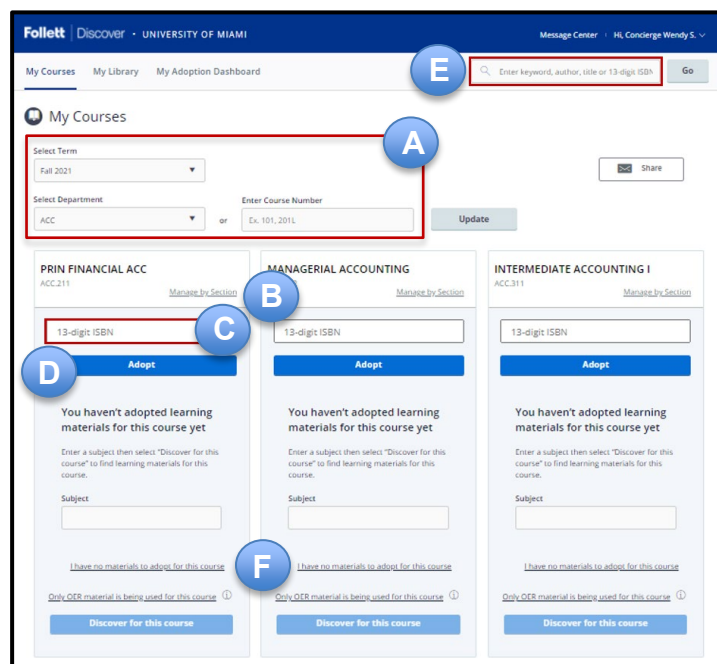 Follett Discover • UNIVERSITY OF MIAMI
Message Center Hi, Concierge Wendy S.
My Courses My Library My Adoption Dashboard
E
Enter keyword, author, title or 13-digit ISBN
Go
My Courses
A
Select Term
Fall 2021
Share
Select Department
Enter Course Number
ACC
or
Ex. 101, 201L
Update
PRIN FINANCIAL ACC
ACC.211
Manage by Section
B
C
13-digit ISBN
D
Adopt
You haven't adopted learning
materials for this course yet
Enter a subject then select "Discover for this
course" to find learning materials for this
course.
Subject
I have no materials to adopt for this course
F
Only OER material is being used for this course
Discover for this course
MANAGERIAL ACCOUNTING
Manage by Section
13-digit ISBN
Adopt
You haven't adopted learning
materials for this course yet
Enter a subject then select "Discover for this
course" to find learning materials for this
course.
Subject
I have no materials to adopt for this course
Only OER material is being used for this course
Discover for this course
INTERMEDIATE ACCOUNTING I
ACC.311
Manage by Section
13-digit ISBN
Adopt
You haven't adopted learning
materials for this course yet
Enter a subject then select "Discover for this
course" to find learning materials for this
course.
Subject
I have no materials to adopt for this course
Only OER material is being used for this course
Discover for this course